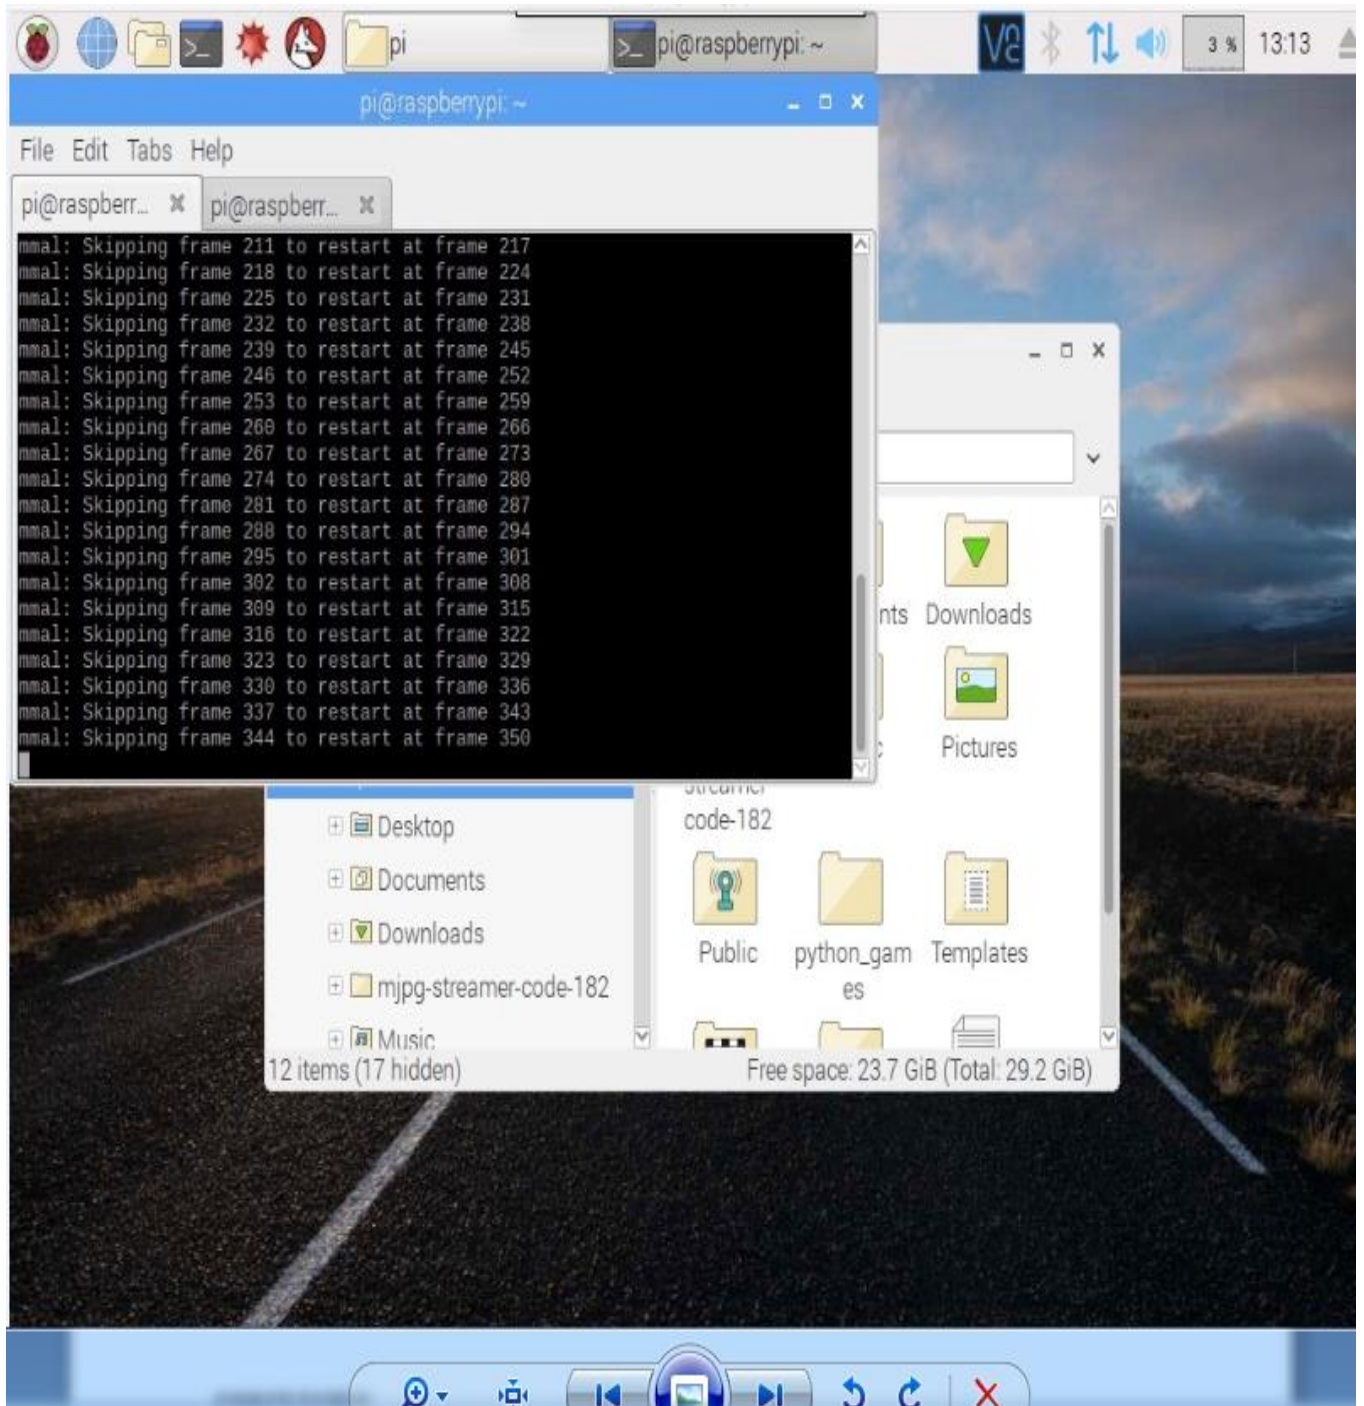 pi
pi@raspberrypi: ~
3 %
13:13
pi@raspberrypi: ~
File Edit Tabs Help
pi@raspberr...
pi@raspberr...
mmal: Skipping frame 211 to restart at frame 217
mmal: Skipping frame 218 to restart at frame 224
mmal: Skipping frame 225 to restart at frame 231
mmal: Skipping frame 232 to restart at frame 238
mmal: Skipping frame 239 to restart at frame 245
mmal: Skipping frame 246 to restart at frame 252
mmal: Skipping frame 253 to restart at frame 259
mmal: Skipping frame 260 to restart at frame 266
mmal: Skipping frame 267 to restart at frame 273
mmal: Skipping frame 274 to restart at frame 280
mmal: Skipping frame 281 to restart at frame 287
mmal: Skipping frame 288 to restart at frame 294
mmal: Skipping frame 295 to restart at frame 301
mmal: Skipping frame 302 to restart at frame 308
mmal: Skipping frame 309 to restart at frame 315
mmal: Skipping frame 316 to restart at frame 322
mmal: Skipping frame 323 to restart at frame 329
mmal: Skipping frame 330 to restart at frame 336
mmal: Skipping frame 337 to restart at frame 343
mmal: Skipping frame 344 to restart at frame 350
nts
Downloads
Pictures
code-182
Desktop
Documents
Downloads
mjpg-streamer-code-182
Music
Public
python_gam
es
Templates
12 items (17 hidden)
Free space: 23.7 GiB (Total: 29.2 GiB)